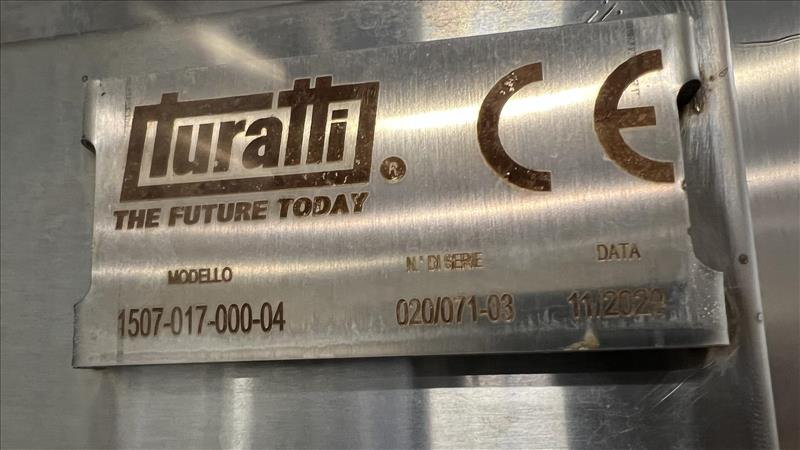 turatti ®
THE FUTURE TODAY
CE
MODELLO N.° DI SERIE DATA
1507-017-000-04 020/071-03